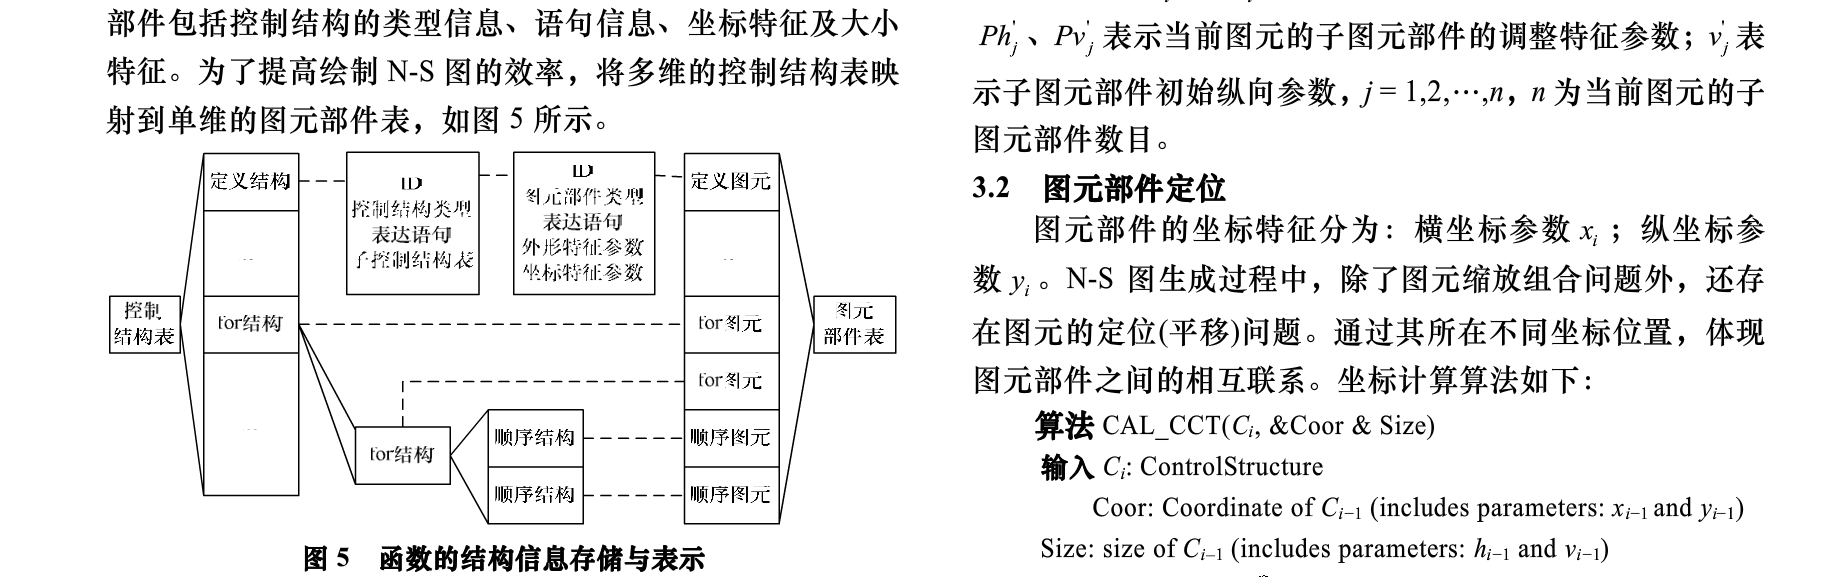 部件包括控制结构的类型信息、语句信息、坐标特征及大小
特征。为了提高绘制 N-S 图的效率，将多维的控制结构表映
射到单维的图元部件表，如图 5 所示。
控制
结构表
定义结构
...
for结构
...
ID
控制结构类型
表达语句
子控制结构表
ID
图元部件类型
表达语句
外形特征参数
坐标特征参数
for结构
顺序结构
顺序结构
定义图元
...
for图元
for图元
顺序图元
顺序图元
图元
部件表
图 5 函数的结构信息存储与表示
Ph'j、Pv'j 表示当前图元的子图元部件的调整特征参数；v'j 表
示子图元部件初始纵向参数，j = 1,2,⋯,n，n 为当前图元的子
图元部件数目。
3.2 图元部件定位
图元部件的坐标特征分为：横坐标参数 xi ；纵坐标参
数 yi 。N-S 图生成过程中，除了图元缩放组合问题外，还存
在图元的定位(平移)问题。通过其所在不同坐标位置，体现
图元部件之间的相互联系。坐标计算算法如下：
算法 CAL_CCT(Ci, &Coor & Size)
输入 Ci: ControlStructure
Coor: Coordinate of Ci−1 (includes parameters: xi−1 and yi−1)
Size: size of Ci−1 (includes parameters: hi−1 and vi−1)